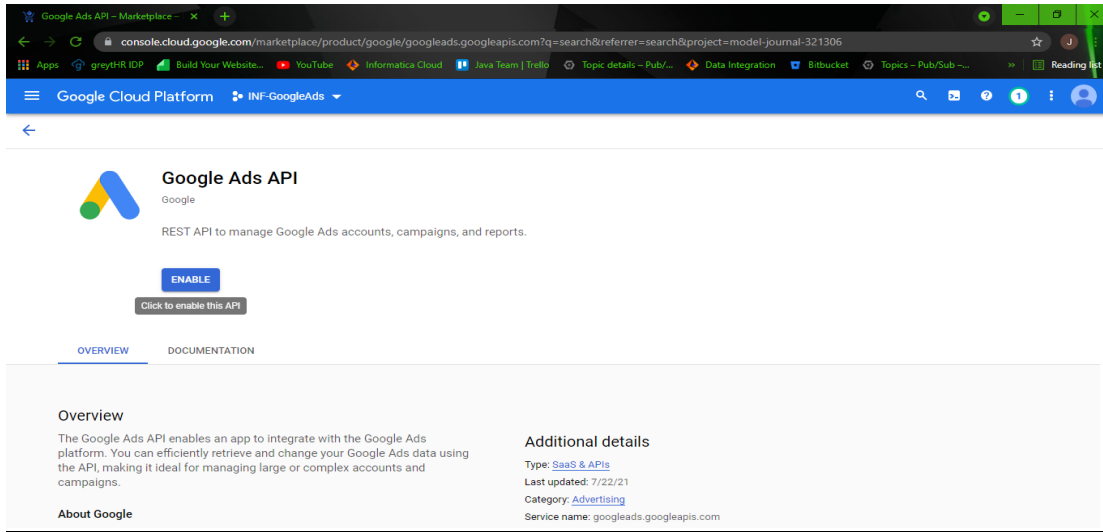 Google Ads API – Marketplace –
console.cloud.google.com/marketplace/product/google/googleads.googleapis.com?q=search&referrer=search&project=model-journal-321306
J
Apps greytHR IDP Build Your Website... YouTube Informatica Cloud Java Team | Trello Topic details – Pub/... Data Integration Bitbucket Topics – Pub/Sub –... » Reading list
Google Cloud Platform INF-GoogleAds 1
Google Ads API
Google
REST API to manage Google Ads accounts, campaigns, and reports.
ENABLE
Click to enable this API
OVERVIEW DOCUMENTATION
Overview
The Google Ads API enables an app to integrate with the Google Ads
platform. You can efficiently retrieve and change your Google Ads data using
the API, making it ideal for managing large or complex accounts and
campaigns.
About Google
Additional details
Type: SaaS & APIs
Last updated: 7/22/21
Category: Advertising
Service name: googleads.googleapis.com